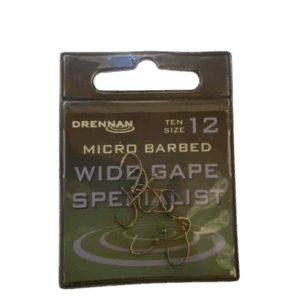 DRENNAN
TEN SIZE 12
MICRO BARBED
WIDE GAPE
SPECIALIST